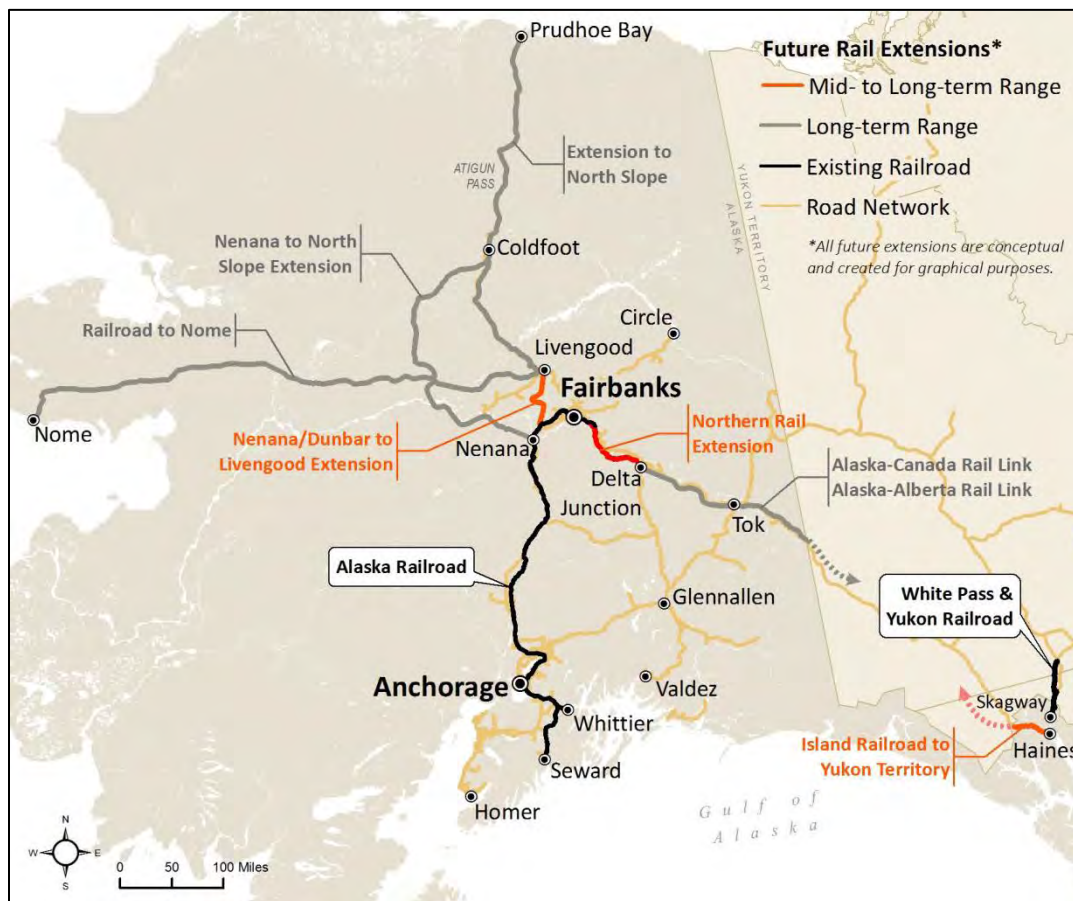 Prudhoe Bay
Future Rail Extensions*
Mid- to Long-term Range
Long-term Range
Existing Railroad
Road Network
*All future extensions are conceptual
and created for graphical purposes.
YUKON TERRITORY
ALASKA
ATIGUN
PASS
Extension to
North Slope
Nenana to North
Slope Extension
Coldfoot
Railroad to Nome
Circle
Livengood
Fairbanks
Nome
Nenana/Dunbar to
Livengood Extension
Nenana
Northern Rail
Extension
Delta
Junction
Alaska-Canada Rail Link
Alaska-Alberta Rail Link
Tok
Alaska Railroad
Glennallen
White Pass &
Yukon Railroad
Anchorage
Valdez
Whittier
Skagway
Haines
Island Railroad to
Yukon Territory
Seward
Homer
Gulf of
Alaska
N
W E
S
0 50 100 Miles